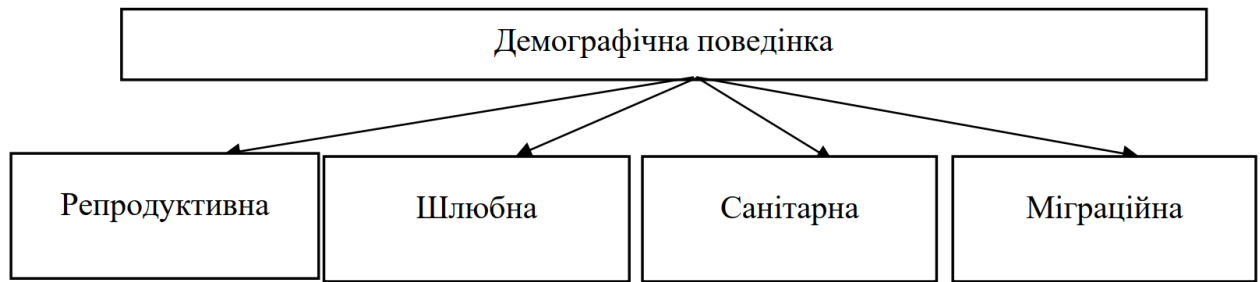 Демографічна поведінка
Репродуктивна
Шлюбна
Санітарна
Міграційна